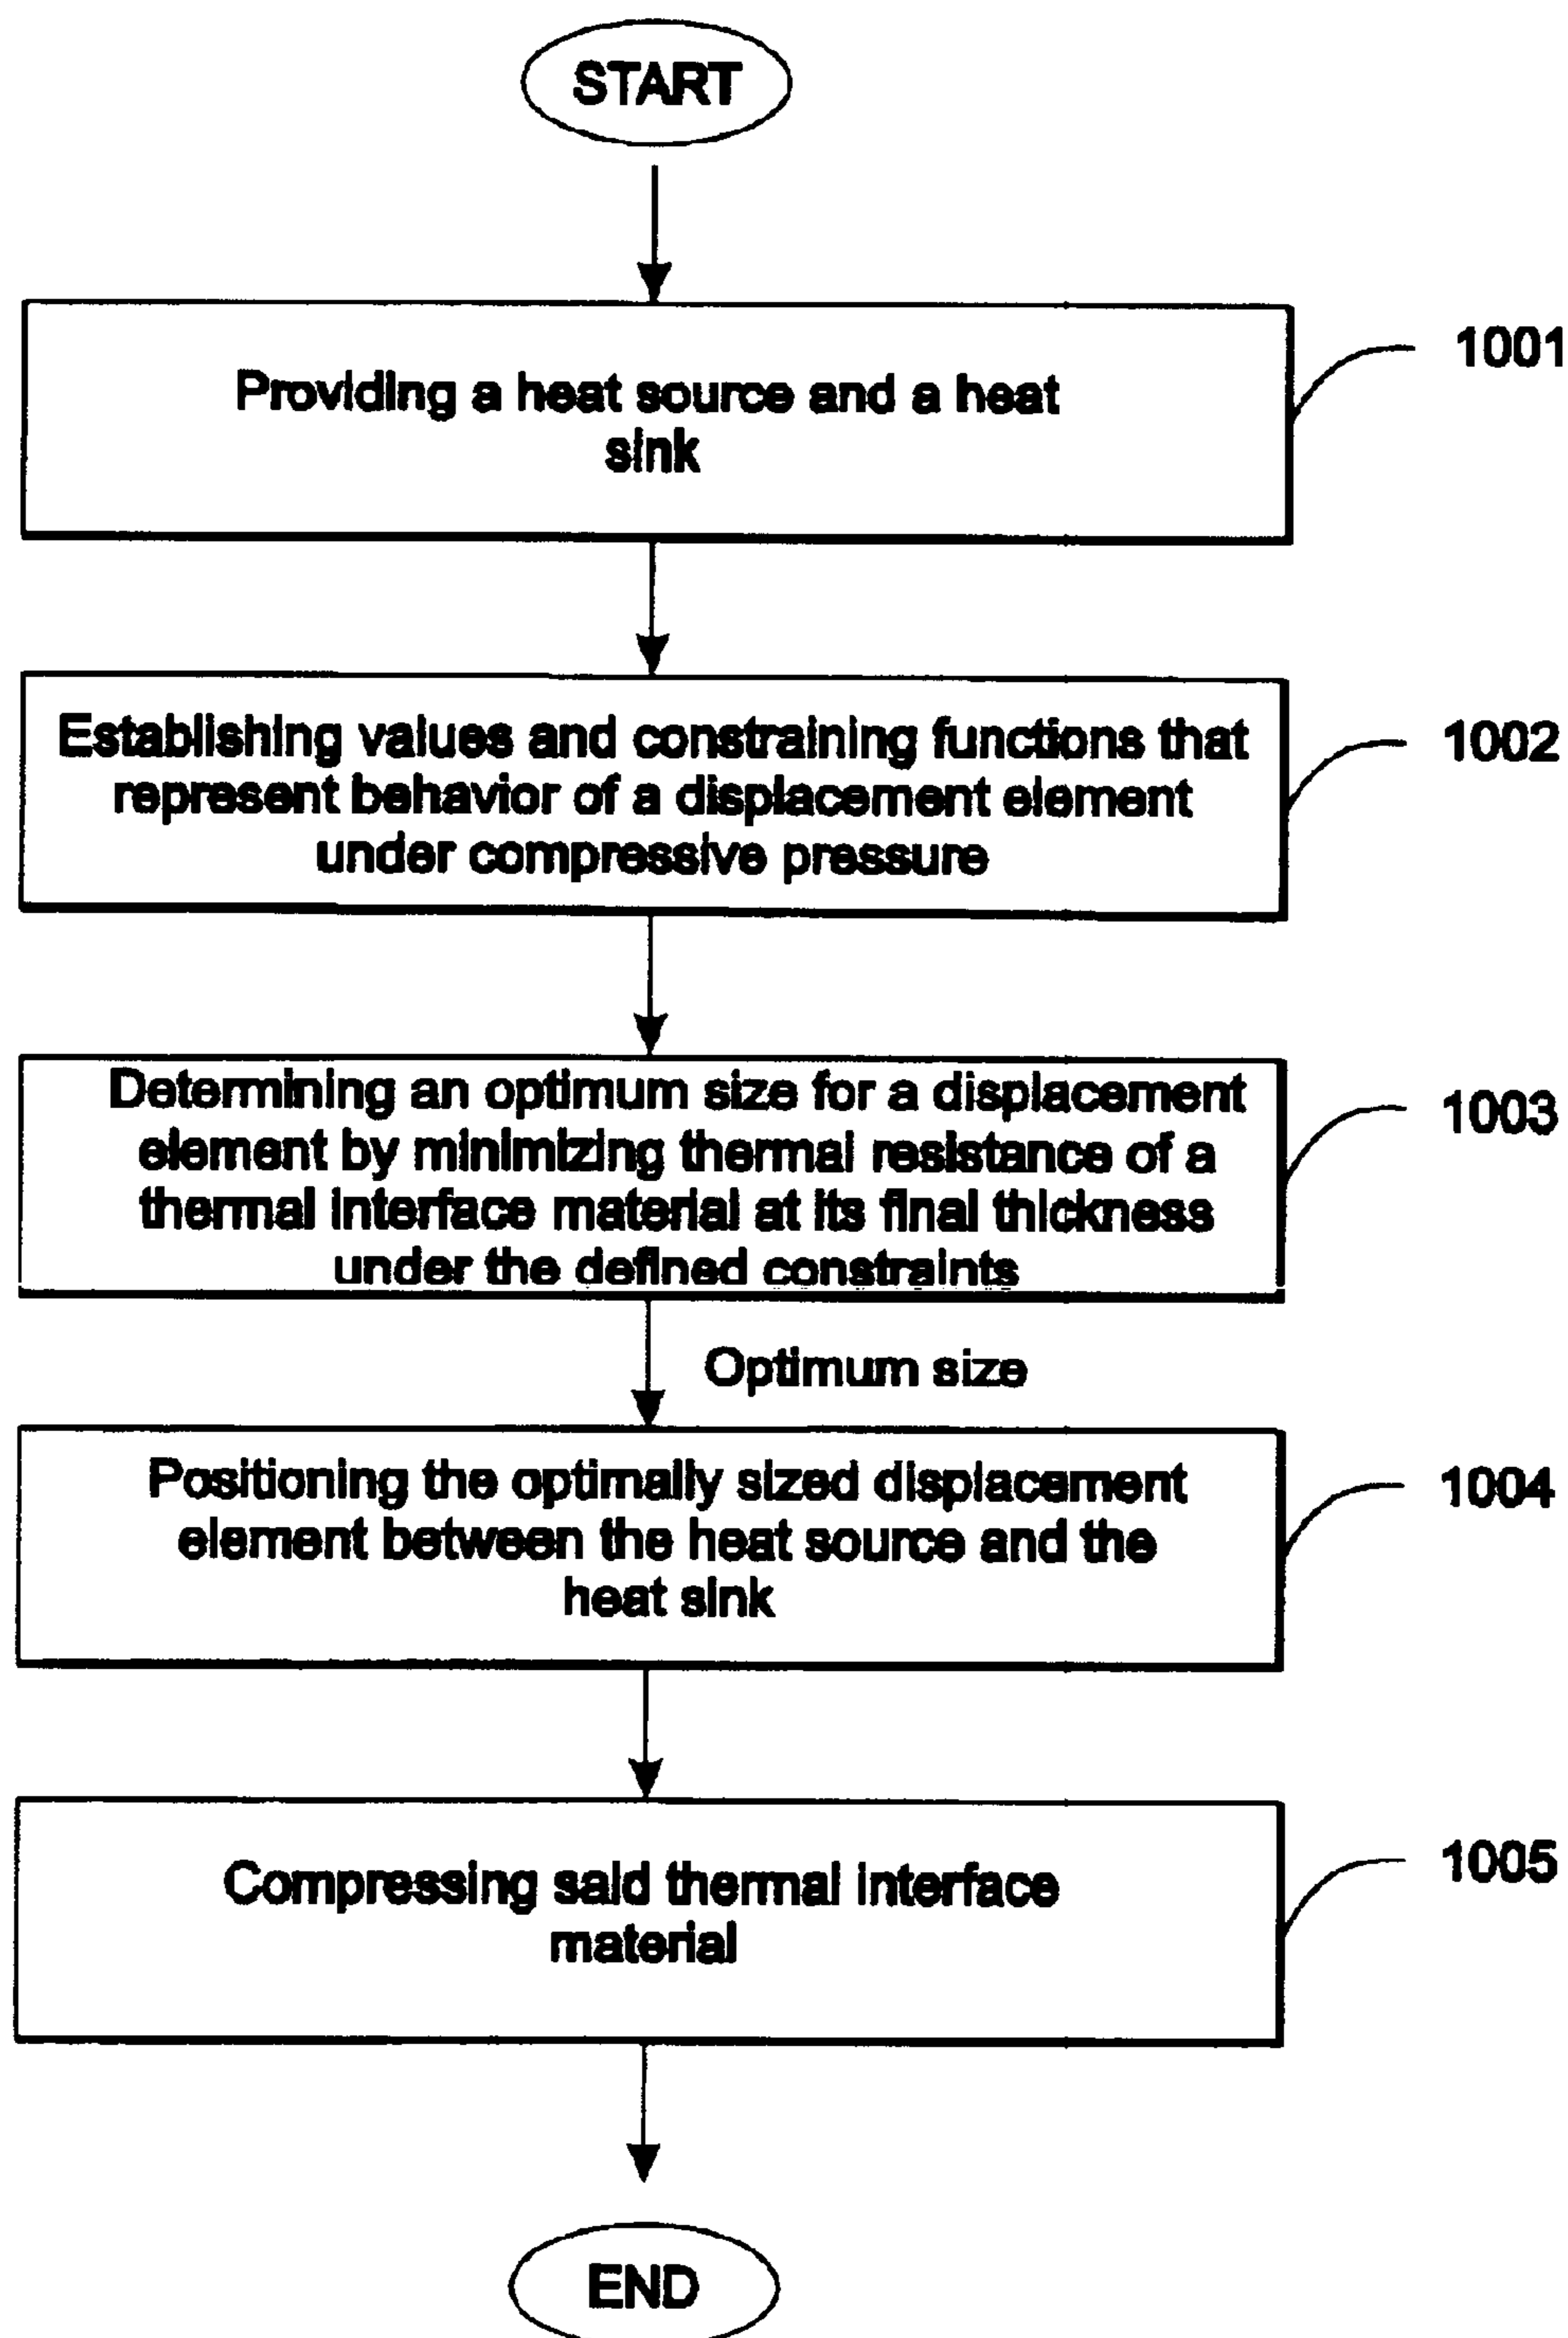 START
Providing a heat source and a heat
sink
1001
Establishing values and constraining functions that
represent behavior of a displacement element
under compressive pressure
1002
Determining an optimum size for a displacement
element by minimizing thermal resistance of a
thermal interface material at its final thickness
under the defined constraints
1003
Optimum size
Positioning the optimally sized displacement
element between the heat source and the
heat sink
1004
Compressing said thermal interface
material
1005
END